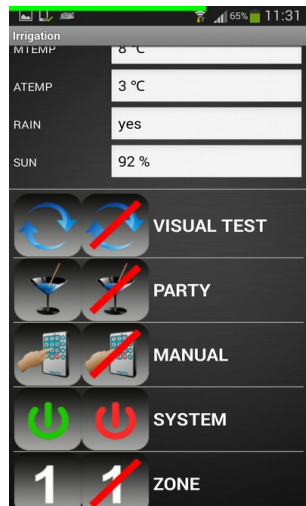 65% 11:31
Irrigation
MTEMP 8 °C
ATEMP 3 °C
RAIN yes
SUN 92 %
VISUAL TEST
PARTY
MANUAL
SYSTEM
1 1 ZONE